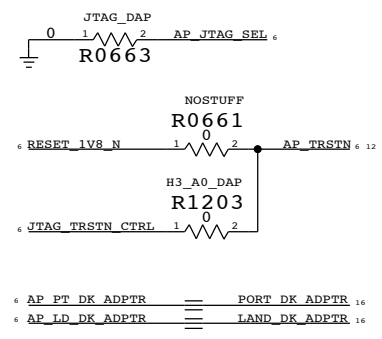 JTAG_DAP
0 1 2 AP_JTAG_SEL 6
R0663
NOSTUFF
R0661
0
6 RESET_1V8_N 1 2 AP_TRSTN 6 12
H3_A0_DAP
R1203
0
6 JTAG_TRSTN_CTRL 1 2
6 AP_PT_DK_ADPTR PORT_DK_ADPTR 16
6 AP_LD_DK_ADPTR LAND_DK_ADPTR 16